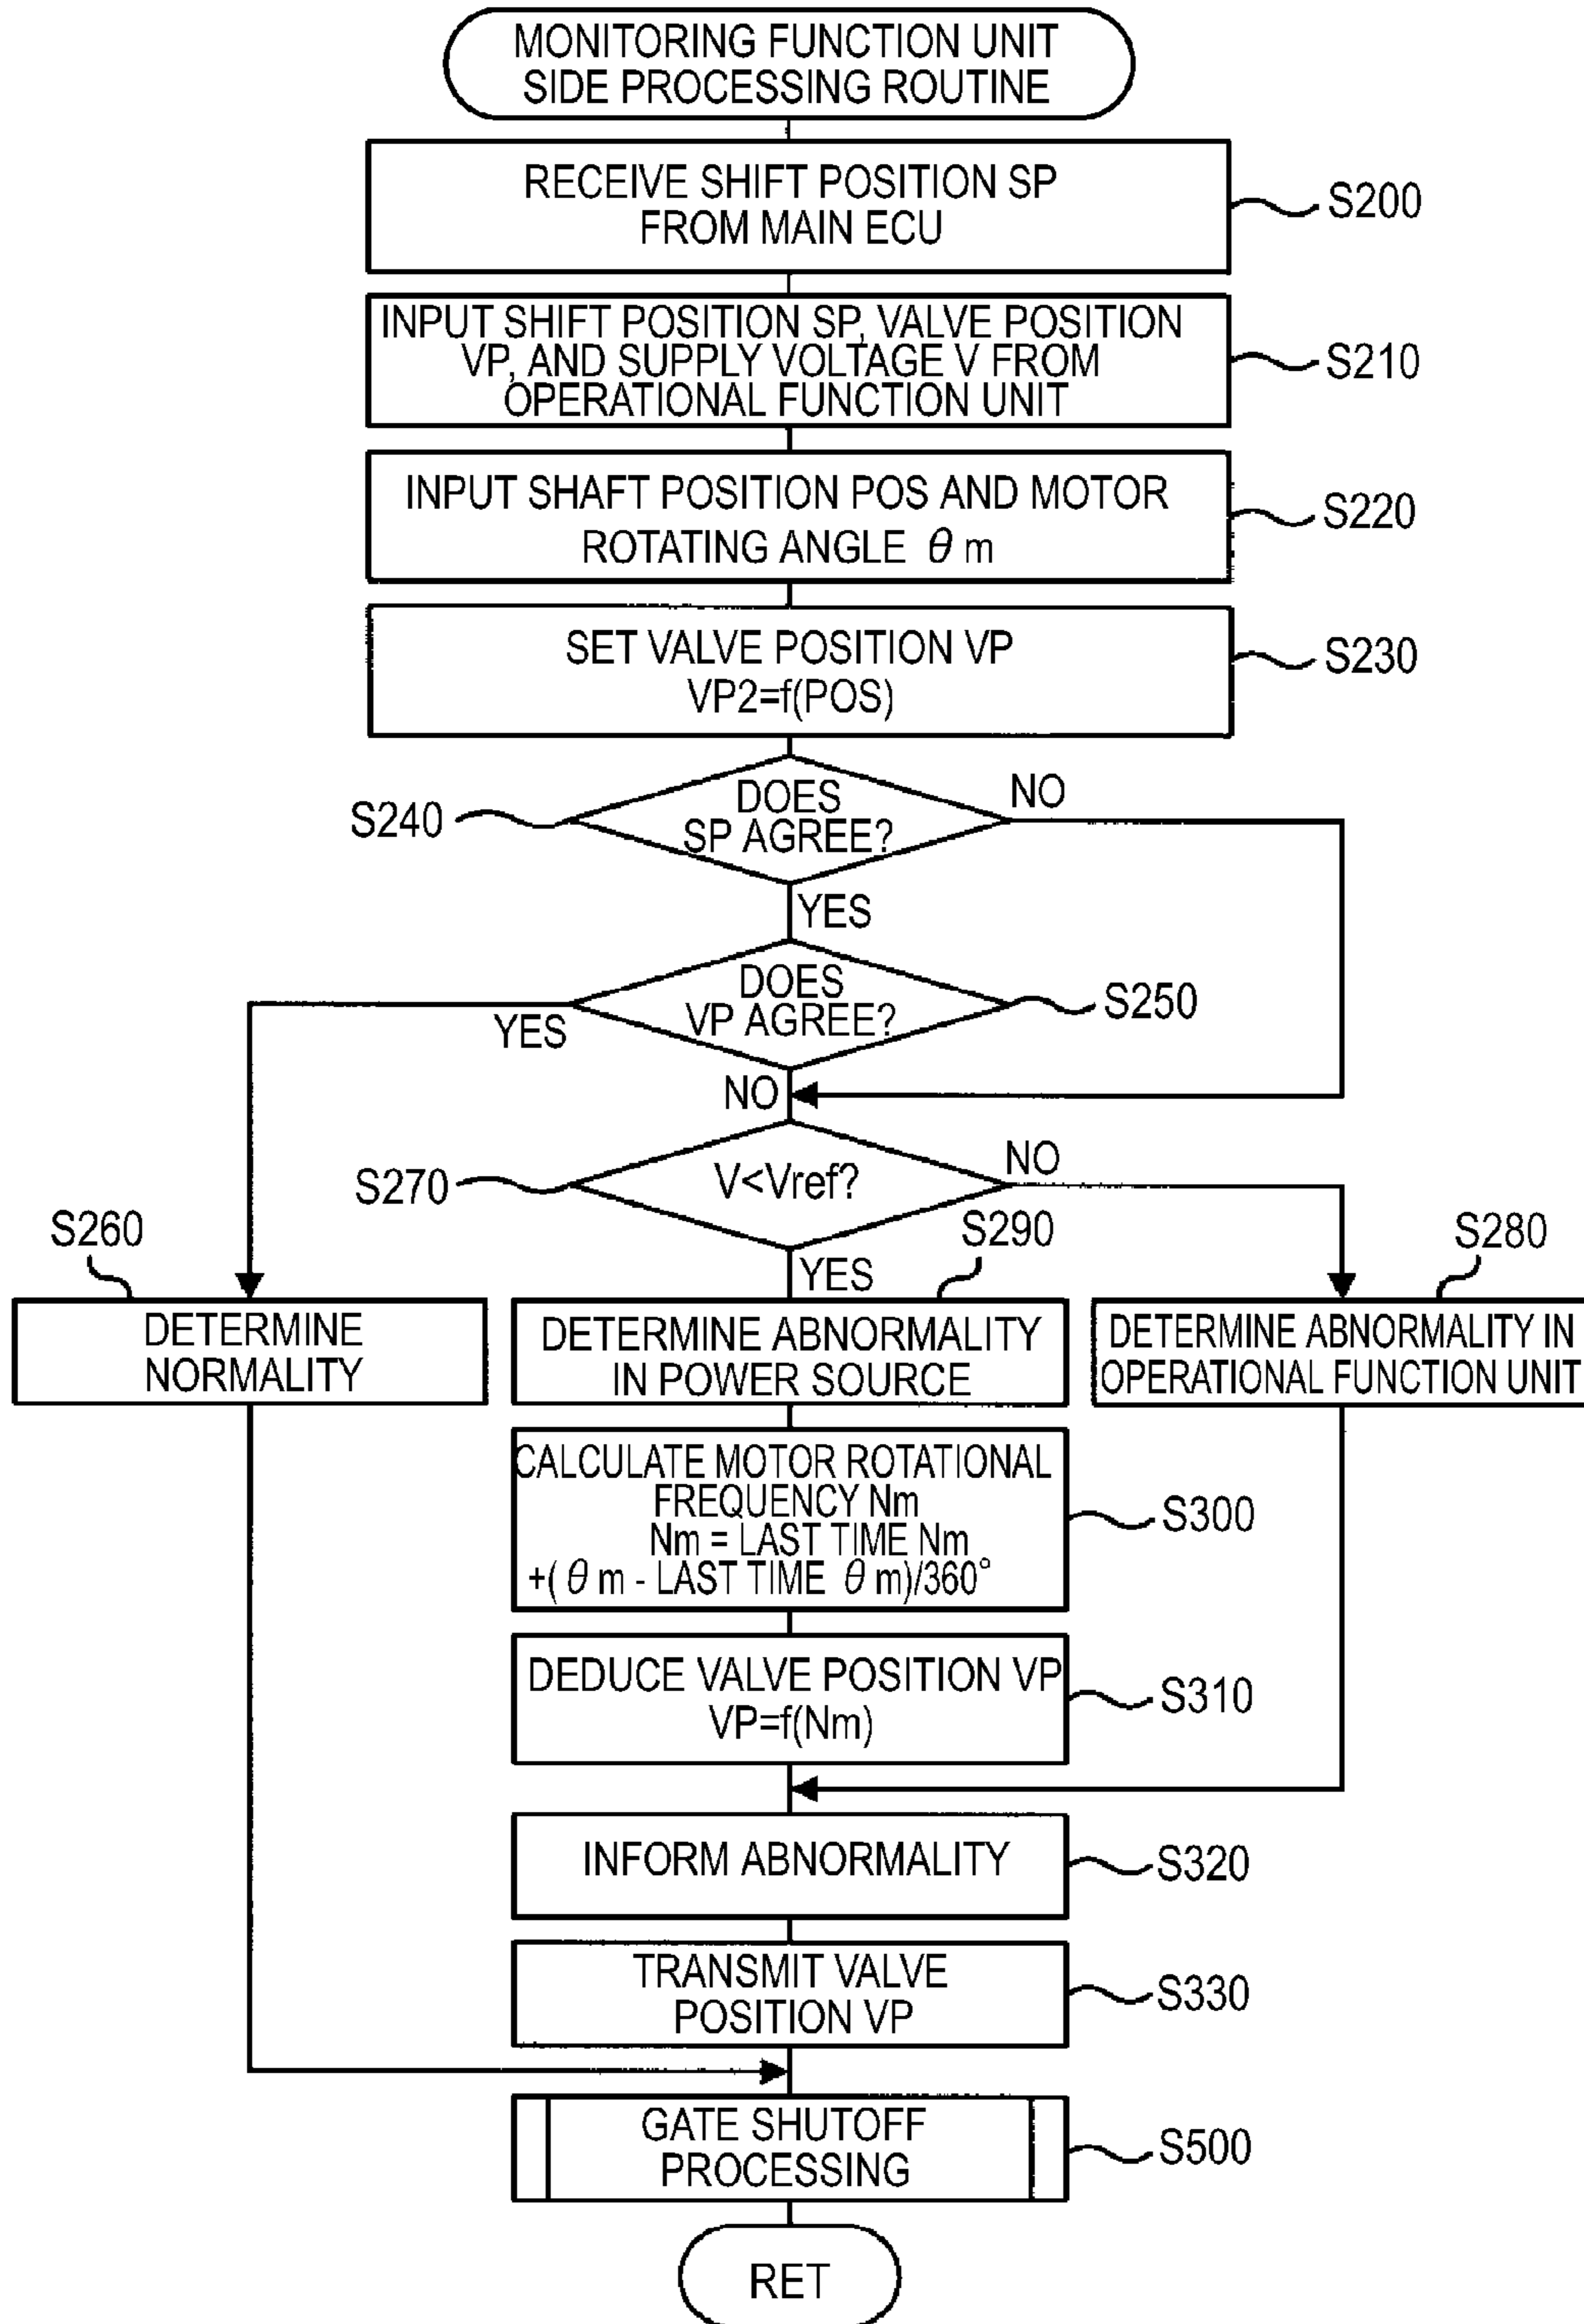 MONITORING FUNCTION UNIT
SIDE PROCESSING ROUTINE
RECEIVE SHIFT POSITION SP
FROM MAIN ECU
S200
INPUT SHIFT POSITION SP, VALVE POSITION
VP, AND SUPPLY VOLTAGE V FROM
OPERATIONAL FUNCTION UNIT
S210
INPUT SHAFT POSITION POS AND MOTOR
ROTATING ANGLE θ m
S220
SET VALVE POSITION VP
VP2=f(POS)
S230
S240
DOES
SP AGREE?
NO
YES
DOES
VP AGREE?
S250
YES
NO
S270
V<Vref?
NO
YES
S260
DETERMINE
NORMALITY
S290
DETERMINE ABNORMALITY
IN POWER SOURCE
S280
DETERMINE ABNORMALITY IN
OPERATIONAL FUNCTION UNIT
CALCULATE MOTOR ROTATIONAL
FREQUENCY Nm
Nm = LAST TIME Nm
+( θ m - LAST TIME θ m)/360°
S300
DEDUCE VALVE POSITION VP
VP=f(Nm)
S310
INFORM ABNORMALITY
S320
TRANSMIT VALVE
POSITION VP
S330
GATE SHUTOFF
PROCESSING
S500
RET